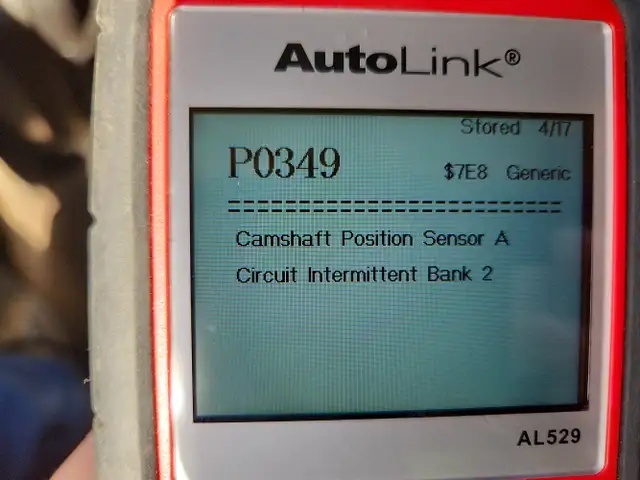 AutoLink®
Stored 4/17
P0349 $7E8 Generic
==============================
Camshaft Position Sensor A
Circuit Intermittent Bank 2
AL529